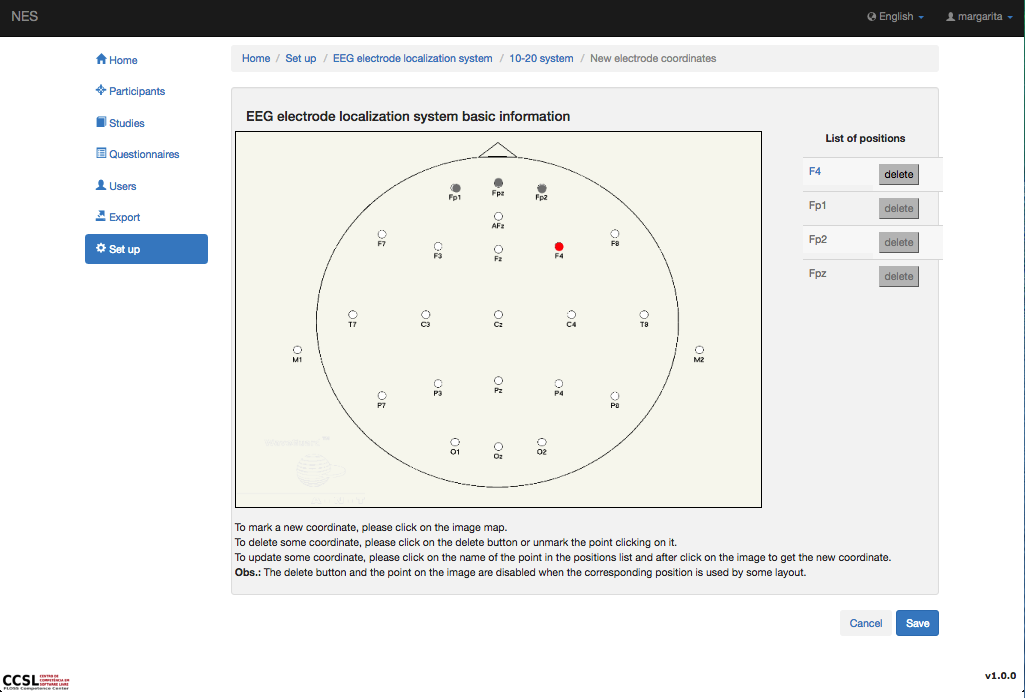 NES
English
margarita
Home
Participants
Studies
Questionnaires
Users
Export
Set up
Home / Set up / EEG electrode localization system / 10-20 system / New electrode coordinates
EEG electrode localization system basic information
Fp1 Fpz Fp2
AFz
F7 F3 Fz F4 F8
T7 C3 Cz C4 T8
M1 M2
P7 P3 Pz P4 P8
O1 Oz O2
List of positions
F4 delete
Fp1 delete
Fp2 delete
Fpz delete
To mark a new coordinate, please click on the image map.
To delete some coordinate, please click on the delete button or unmark the point clicking on it.
To update some coordinate, please click on the name of the point in the positions list and after click on the image to get the new coordinate.
Obs.: The delete button and the point on the image are disabled when the corresponding position is used by some layout.
Cancel
Save
CCSL
CENTRO DE
COMPETÊNCIA EM
SOFTWARE LIVRE
FLOSS Competence Center
v1.0.0